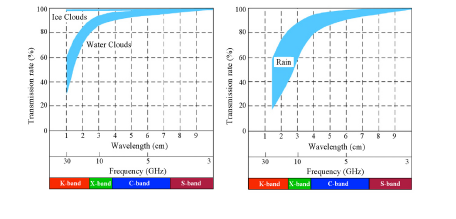 100
80
60
40
20
0
Transmission rate (%)
Ice Clouds
Water Clouds
1 2 3 4 5 6 7 8 9
Wavelength (cm)
30 10 5 3
Frequency (GHz)
K-band X-band C-band S-band
100
80
60
40
20
0
Transmission rate (%)
Rain
1 2 3 4 5 6 7 8 9
Wavelength (cm)
30 10 5 3
Frequency (GHz)
K-band X-band C-band S-band